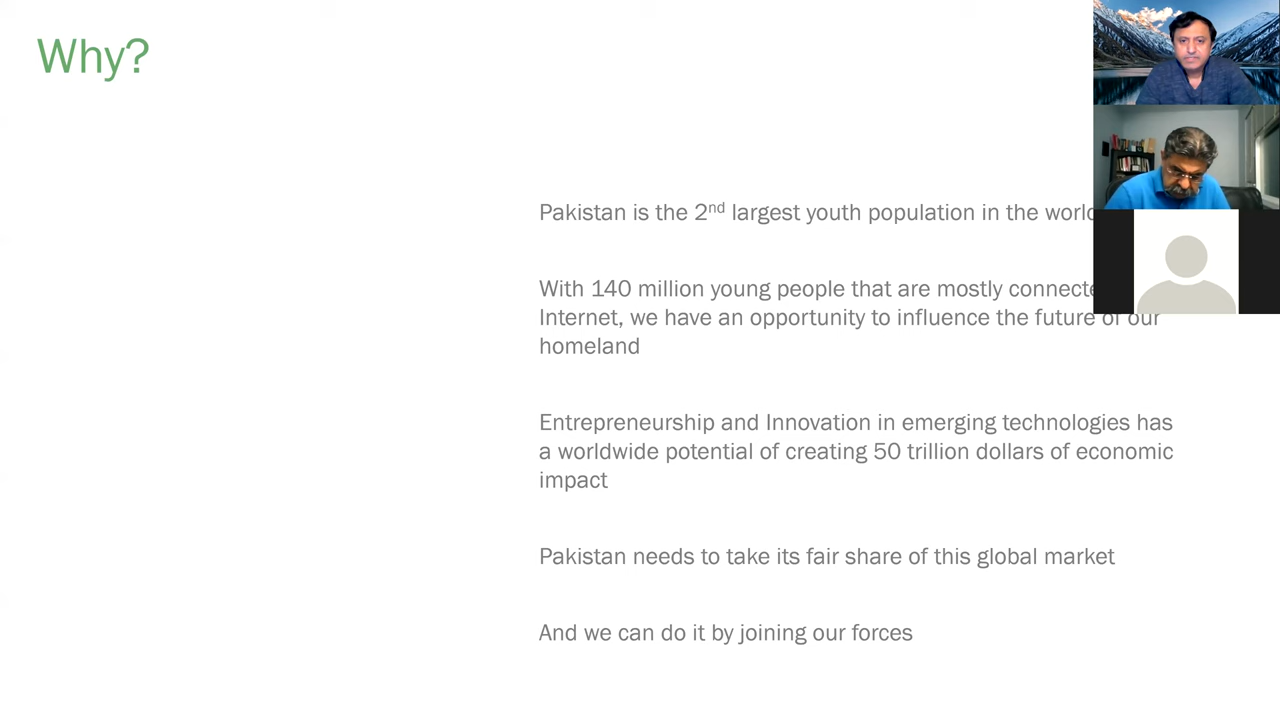 Why?
Pakistan is the 2nd largest youth population in the world
With 140 million young people that are mostly
Internet, we have an opportunity to influence the future of our
homeland
Entrepreneurship and Innovation in emerging technologies has
a worldwide potential of creating 50 trillion dollars of economic
impact
Pakistan needs to take its fair share of this global market
And we can do it by joining our forces